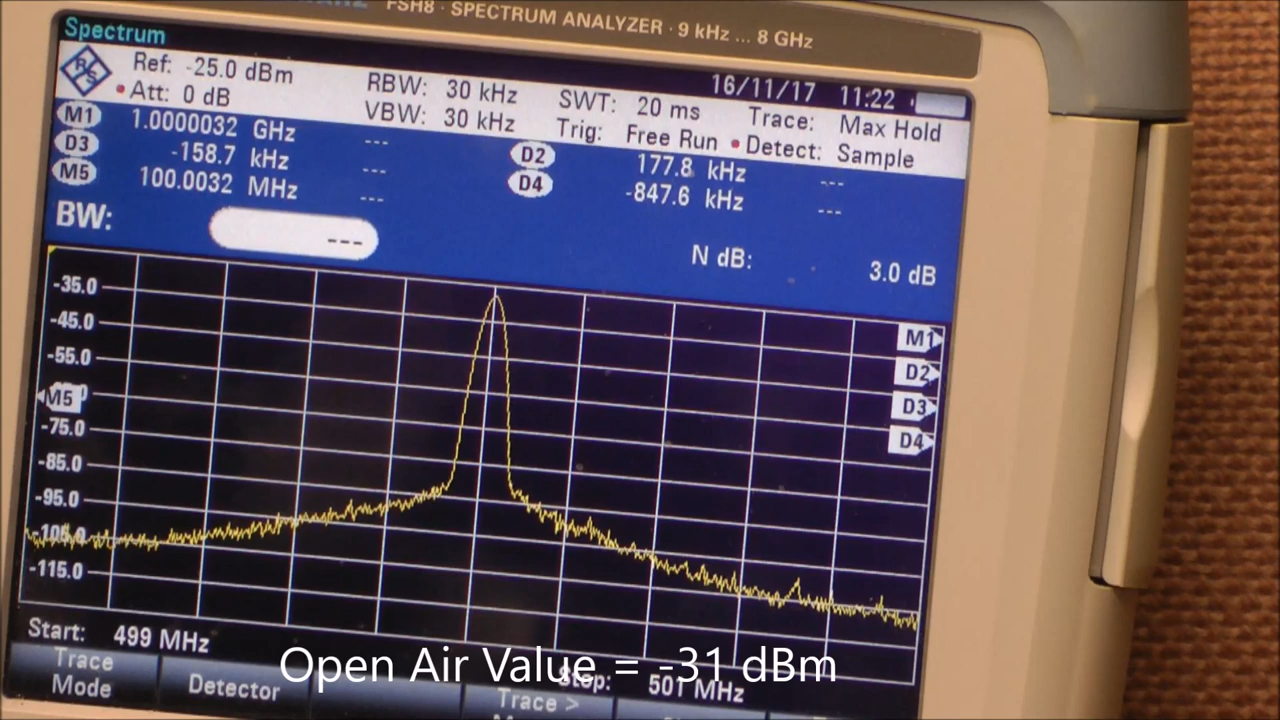 FSH8 · SPECTRUM ANALYZER · 9 kHz ... 8 GHz
Spectrum
16/11/17 11:22
Ref: -25.0 dBm RBW: 30 kHz SWT: 20 ms Trace: Max Hold
Att: 0 dB VBW: 30 kHz Trig: Free Run Detect: Sample
M1 1.0000032 GHz --- D2 177.8 kHz ---
D3 -158.7 kHz --- D4 -847.6 kHz ---
M5 100.0032 MHz ---
BW: --- N dB: 3.0 dB
-35.0
-45.0
-55.0
M5
-75.0
-85.0
-95.0
-105.0
-115.0
M1
D2
D3
D4
Start: 499 MHz Stop: 501 MHz
Open Air Value = -31 dBm
Trace Mode
Detector
Trace >